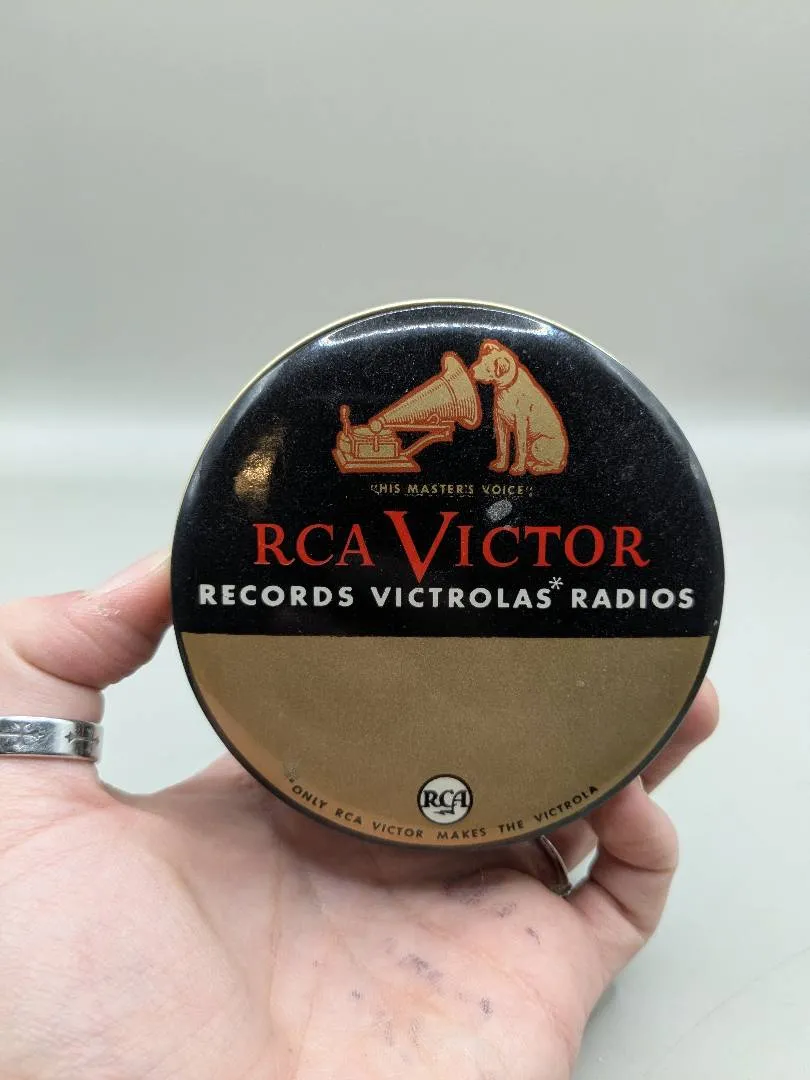 "HIS MASTER'S VOICE"
RCA VICTOR
RECORDS VICTROLAS* RADIOS
RCA
*ONLY RCA VICTOR MAKES THE VICTROLA